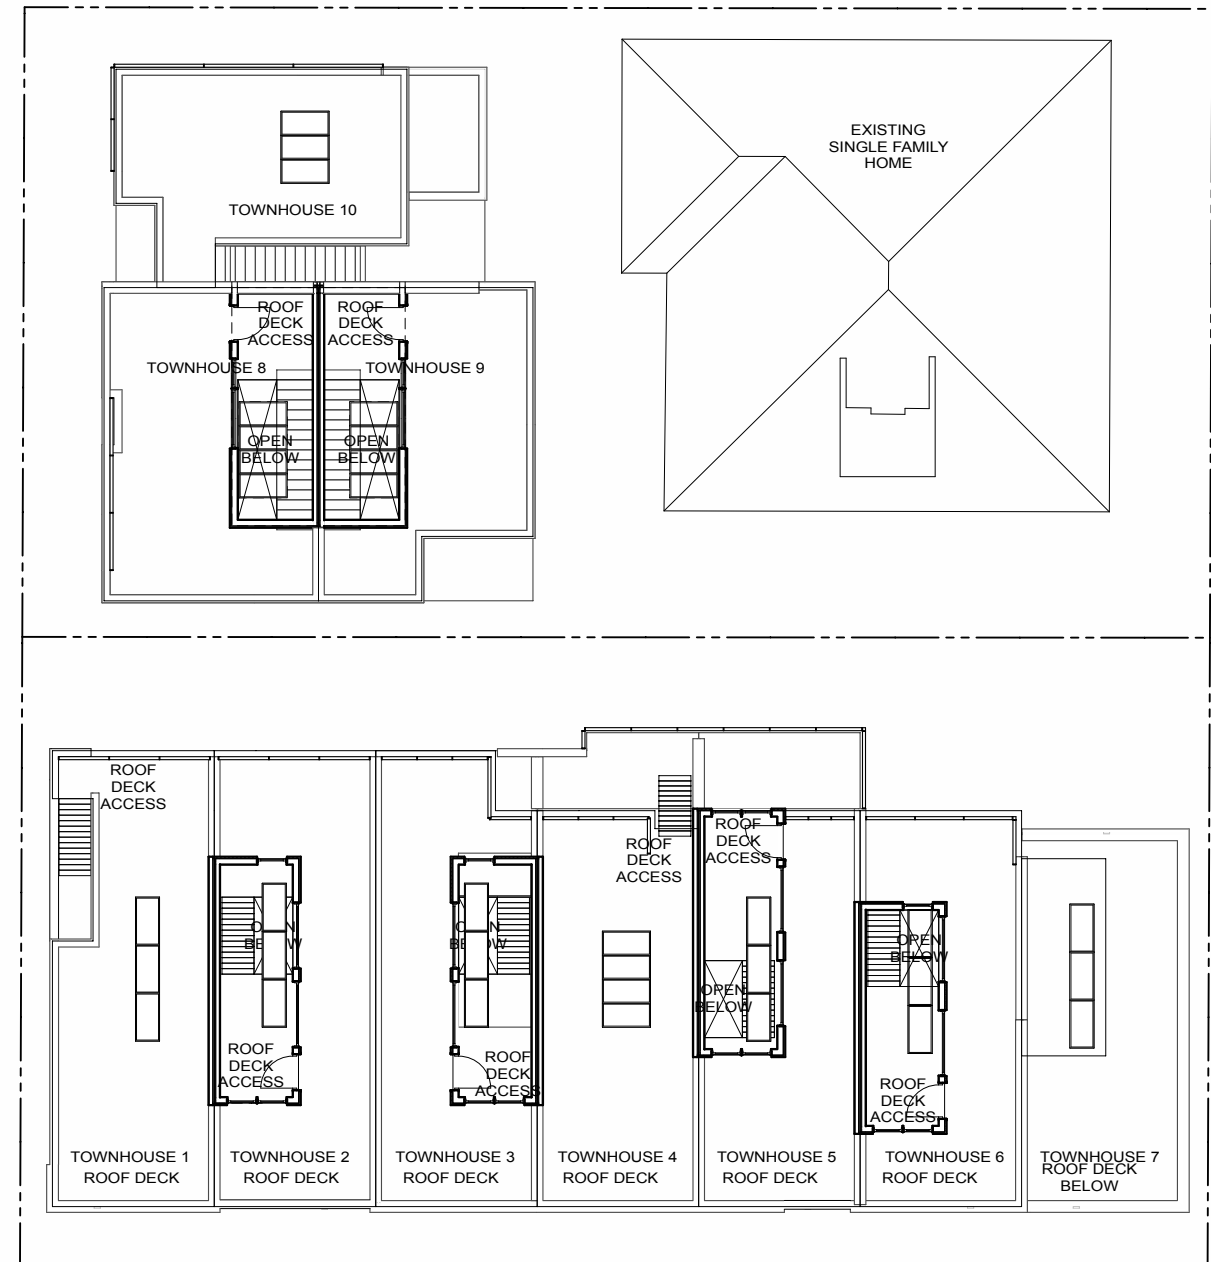 EXISTING
SINGLE FAMILY
HOME
TOWNHOUSE 10
ROOF
DECK
ACCESS
ROOF
DECK
ACCESS
TOWNHOUSE 8
TOWNHOUSE 9
OPEN
BELOW
OPEN
BELOW
ROOF
DECK
ACCESS
ROOF
DECK
ACCESS
ROOF
DECK
ACCESS
OPEN
BELOW
OPEN
BELOW
OPEN
BELOW
OPEN
BELOW
ROOF
DECK
ACCESS
ROOF
DECK
ACCESS
ROOF
DECK
ACCESS
TOWNHOUSE 1
ROOF DECK
TOWNHOUSE 2
ROOF DECK
TOWNHOUSE 3
ROOF DECK
TOWNHOUSE 4
ROOF DECK
TOWNHOUSE 5
ROOF DECK
TOWNHOUSE 6
ROOF DECK
TOWNHOUSE 7
ROOF DECK
BELOW